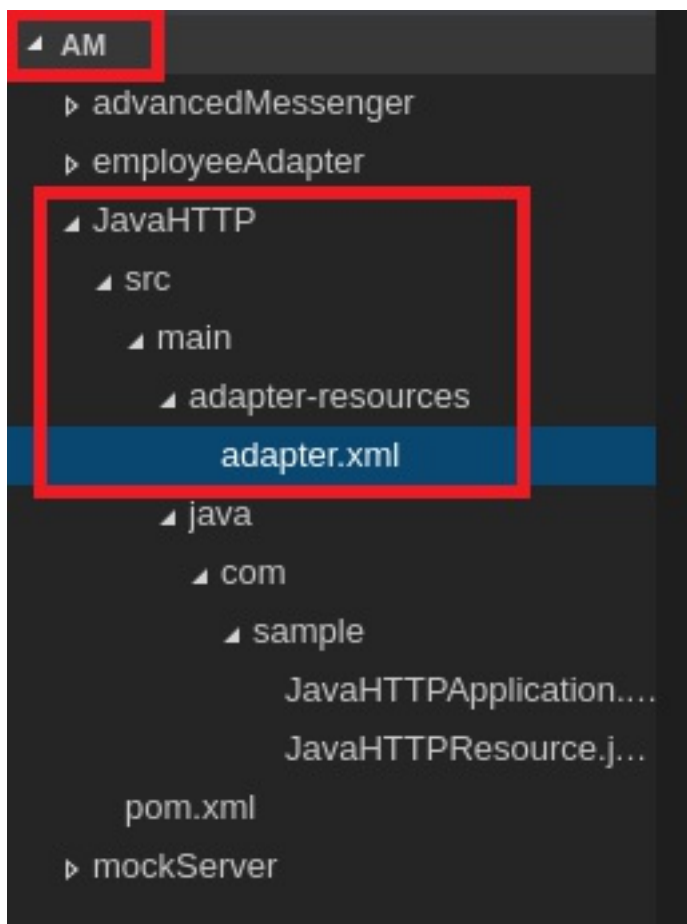 AM
advancedMessenger
employeeAdapter
JavaHTTP
src
main
adapter-resources
adapter.xml
java
com
sample
JavaHTTPApplication....
JavaHTTPResource.j...
pom.xml
mockServer